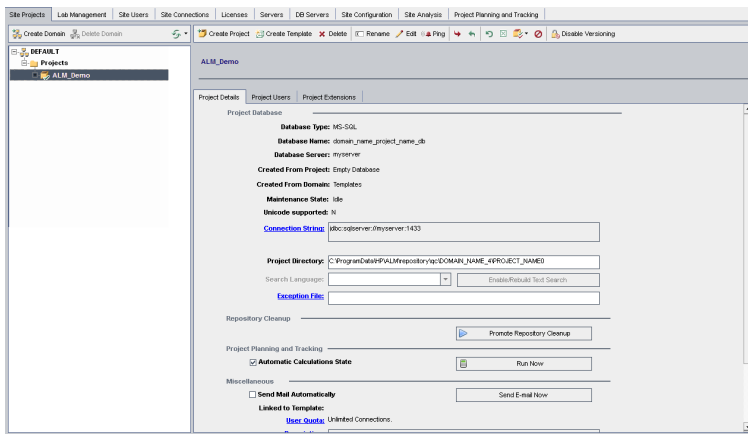 Site Projects Lab Management Site Users Site Connections Licenses Servers DB Servers Site Configuration Site Analysis Project Planning and Tracking
Create Domain Delete Domain Create Project Create Template Delete Rename Edit Ping Disable Versioning
DEFAULT
Projects
ALM_Demo
ALM_Demo
Project Details Project Users Project Extensions
Project Database
Database Type: MS-SQL
Database Name: domain_name_project_name_db
Database Server: myserver
Created From Project: Empty Database
Created From Domain: Templates
Maintenance State: Idle
Unicode supported: N
Connection String: jdbc:sqlserver://myserver:1433
Project Directory: C:\ProgramData\HP\ALM\repository\qc\DOMAIN_NAME_4\PROJECT_NAME0
Search Language: Enable/Rebuild Text Search
Exception File:
Repository Cleanup
Promote Repository Cleanup
Project Planning and Tracking
Automatic Calculations State Run Now
Miscellaneous
Send Mail Automatically Send E-mail Now
Linked to Template:
User Quota: Unlimited Connections.